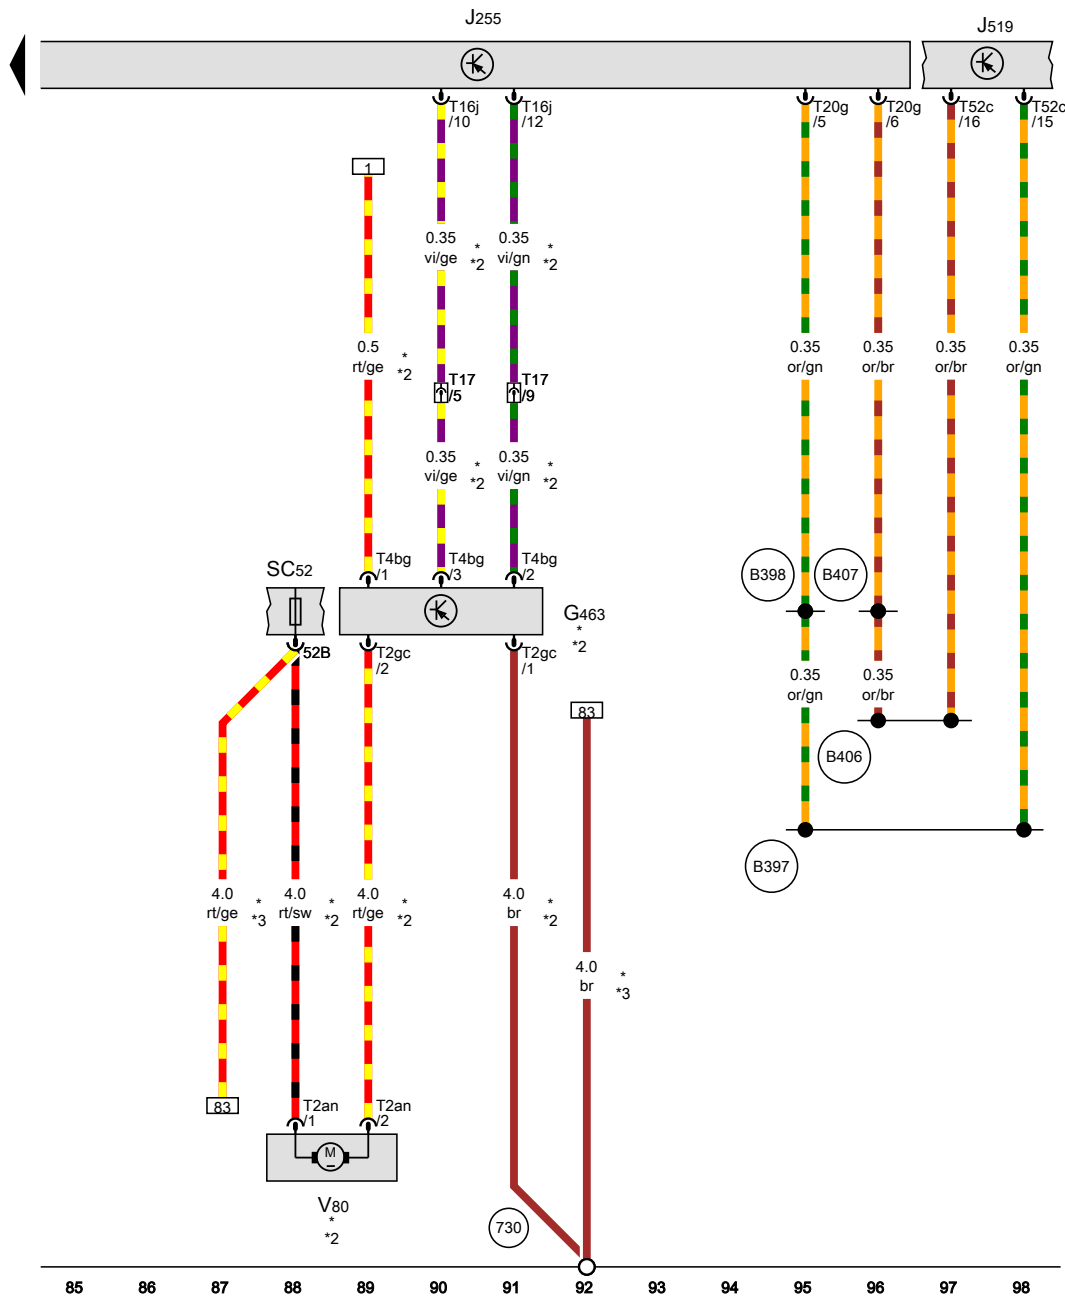 J255
J519
T16j
/10
T16j
/12
T20g
/5
T20g
/6
T52c
/16
T52c
/15
1
0.35
vi/ge
*
*2
0.35
vi/gn
*
*2
0.5
rt/ge
*
*2
0.35
or/gn
0.35
or/br
0.35
or/br
0.35
or/gn
T17
/5
T17
/9
0.35
vi/ge
*
*2
0.35
vi/gn
*
*2
T4bg
/1
T4bg
/3
T4bg
/2
SC52
B398
B407
G463
*
*2
52B
T2gc
/2
T2gc
/1
0.35
or/gn
0.35
or/br
83
B406
B397
4.0
rt/ge
*
*3
4.0
rt/sw
*
*2
4.0
rt/ge
*
*2
4.0
br
*
*2
4.0
br
*
*3
83
T2an
/1
T2an
/2
M
V80
*
*2
730
85 86 87 88 89 90 91 92 93 94 95 96 97 98